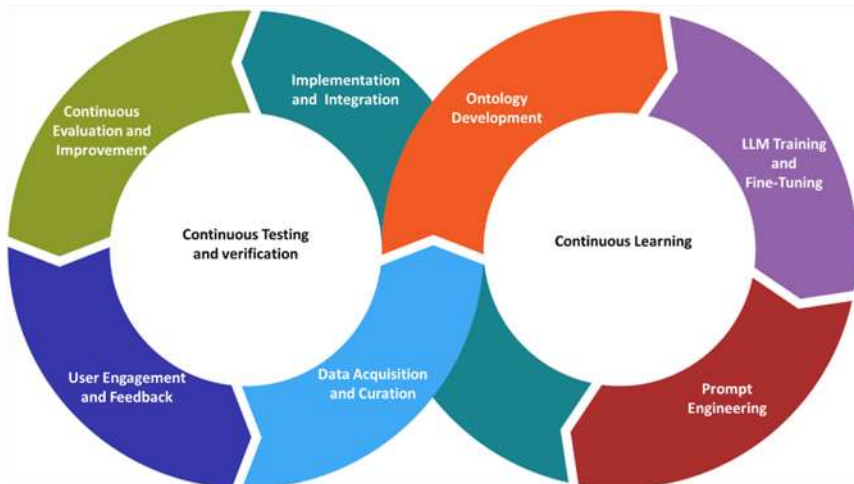 Continuous
Evaluation and
Improvement
Implementation
and Integration
Ontology
Development
LLM Training
and
Fine-Tuning
Continuous Testing
and verification
Continuous Learning
User Engagement
and Feedback
Data Acquisition
and Curation
Prompt
Engineering